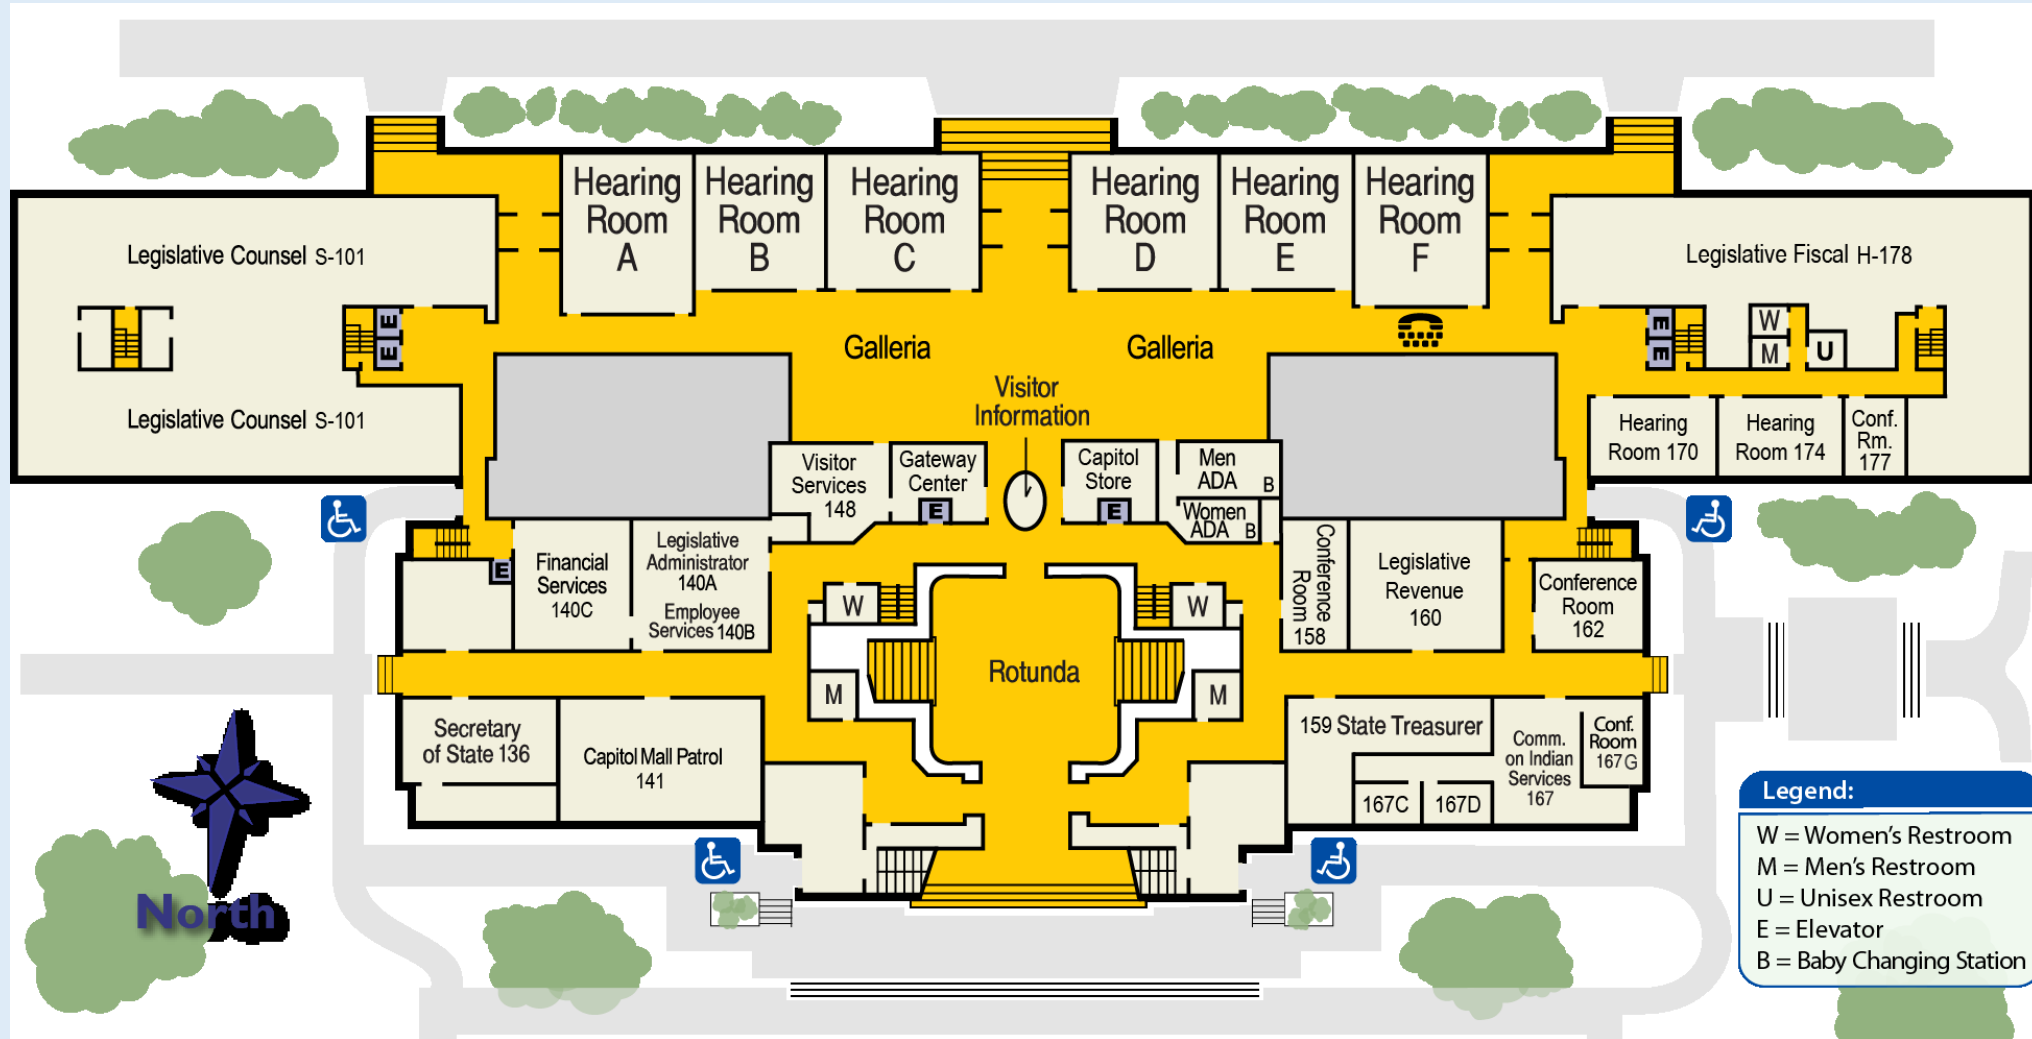 Hearing
Room
A
Hearing
Room
B
Hearing
Room
C
Hearing
Room
D
Hearing
Room
E
Hearing
Room
F
Legislative Counsel S-101
Legislative Fiscal H-178
E
E
Galleria
Galleria
E
E
W
M
U
Visitor
Information
Legislative Counsel S-101
Hearing
Room 170
Hearing
Room 174
Conf.
Rm.
177
Visitor
Services
148
Gateway
Center
E
Capitol
Store
E
Men
ADA
B
Women
ADA
B
E
Financial
Services
140C
Legislative
Administrator
140A
Employee
Services 140B
W
W
Conference
Room
158
Legislative
Revenue
160
Conference
Room
162
Rotunda
M
M
Secretary
of State 136
Capitol Mall Patrol
141
159 State Treasurer
167C
167D
Comm.
on Indian
Services
167
Conf.
Room
167G
North
Legend:
W = Women's Restroom
M = Men's Restroom
U = Unisex Restroom
E = Elevator
B = Baby Changing Station